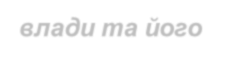 влади та його